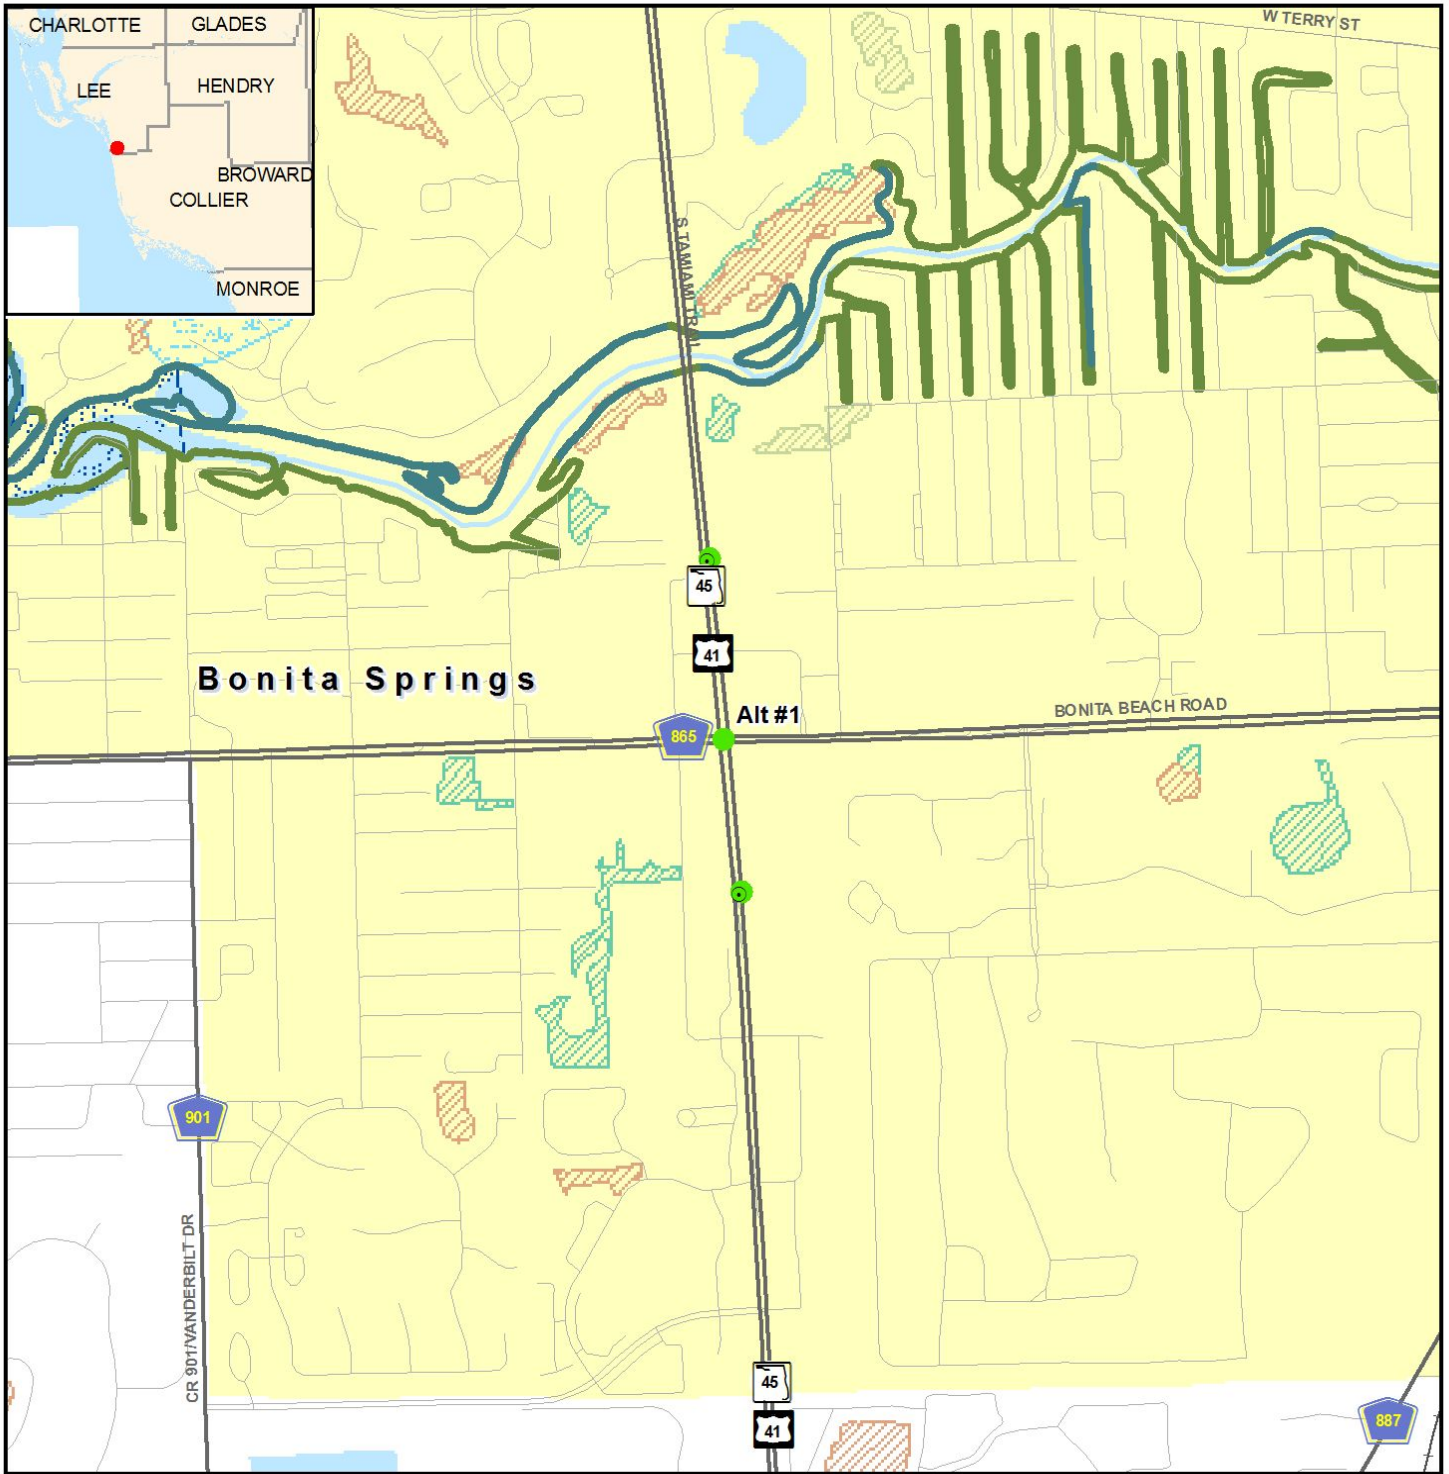 CHARLOTTE
GLADES
W TERRY ST
LEE
HENDRY
BROWARD
COLLIER
MONROE
S TAMIAMI TRL
45
41
Bonita Springs
Alt #1
865
BONITA BEACH ROAD
901
CR 901/VANDERBILT DR
45
41
887